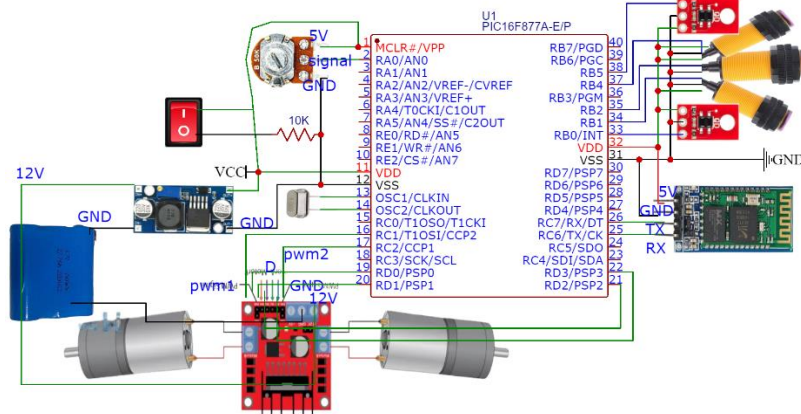 U1
PIC16F877A-E/P
5V
signal
GND
B 50K
10K
VCC
12V
GND
GND
1 MCLR#/VPP
2 RA0/AN0
3 RA1/AN1
4 RA2/AN2/VREF-/CVREF
5 RA3/AN3/VREF+
6 RA4/T0CKI/C1OUT
7 RA5/AN4/SS#/C2OUT
8 RE0/RD#/AN5
9 RE1/WR#/AN6
10 RE2/CS#/AN7
11 VDD
12 VSS
13 OSC1/CLKIN
14 OSC2/CLKOUT
15 RC0/T1OSO/T1CKI
16 RC1/T1OSI/CCP2
17 RC2/CCP1
18 RC3/SCK/SCL
19 RD0/PSP0
20 RD1/PSP1
RB7/PGD 40
RB6/PGC 39
RB5 38
RB4 37
RB3/PGM 36
RB2 35
RB1 34
RB0/INT 33
VDD 32
VSS 31
RD7/PSP7 30
RD6/PSP6 29
RD5/PSP5 28
RD4/PSP4 27
RC7/RX/DT 26
RC6/TX/CK 25
RC5/SDO 24
RC4/SDI/SDA 23
RD3/PSP3 22
RD2/PSP2 21
GND
5V
GND
TX
RX
pwm2
D
pwm1
GND
12V